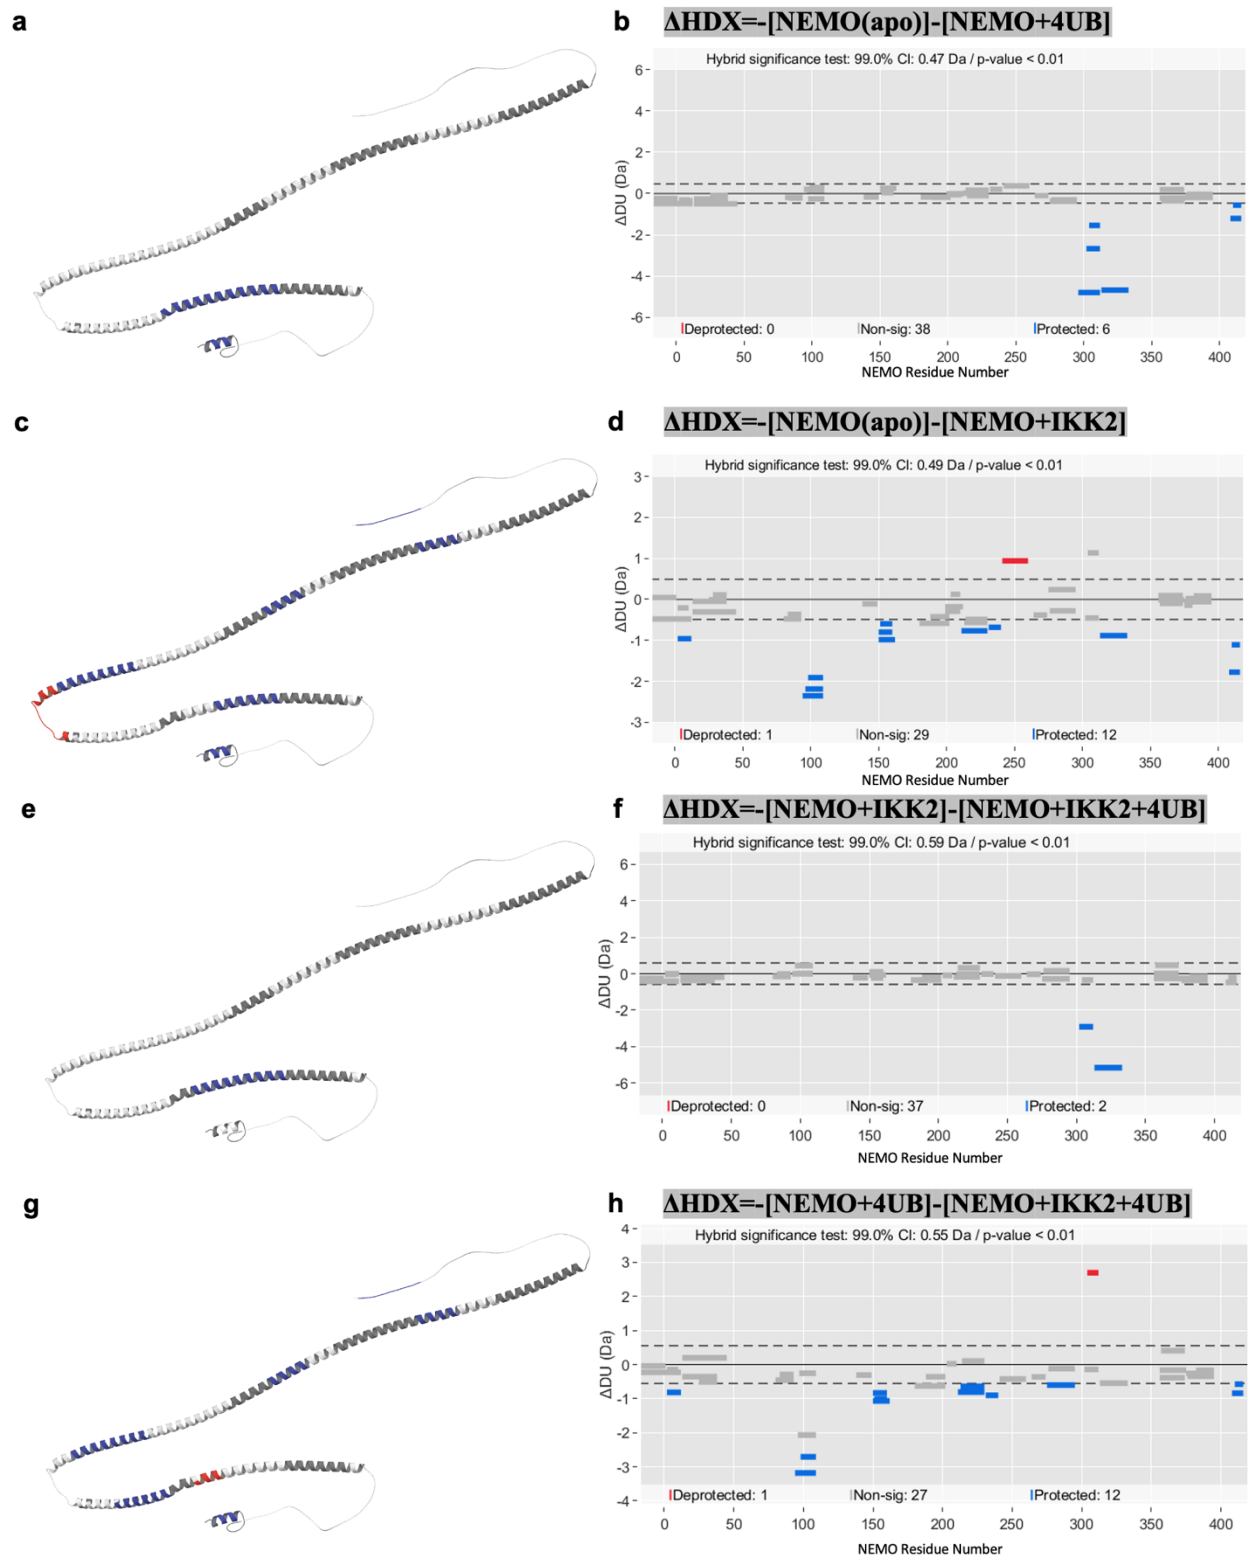 a
b ΔHDX=-[NEMO(apo)]-[NEMO+4UB]
Hybrid significance test: 99.0% CI: 0.47 Da / p-value < 0.01
6
4
2
0
-2
-4
-6
ΔDU (Da)
Deprotected: 0 Non-sig: 38 Protected: 6
0 50 100 150 200 250 300 350 400
NEMO Residue Number
c
d ΔHDX=-[NEMO(apo)]-[NEMO+IKK2]
Hybrid significance test: 99.0% CI: 0.49 Da / p-value < 0.01
3
2
1
0
-1
-2
-3
ΔDU (Da)
Deprotected: 1 Non-sig: 29 Protected: 12
0 50 100 150 200 250 300 350 400
NEMO Residue Number
e
f ΔHDX=-[NEMO+IKK2]-[NEMO+IKK2+4UB]
Hybrid significance test: 99.0% CI: 0.59 Da / p-value < 0.01
6
4
2
0
-2
-4
-6
ΔDU (Da)
Deprotected: 0 Non-sig: 37 Protected: 2
0 50 100 150 200 250 300 350 400
NEMO Residue Number
g
h ΔHDX=-[NEMO+4UB]-[NEMO+IKK2+4UB]
Hybrid significance test: 99.0% CI: 0.55 Da / p-value < 0.01
4
3
2
1
0
-1
-2
-3
-4
ΔDU (Da)
Deprotected: 1 Non-sig: 27 Protected: 12
0 50 100 150 200 250 300 350 400
NEMO Residue Number